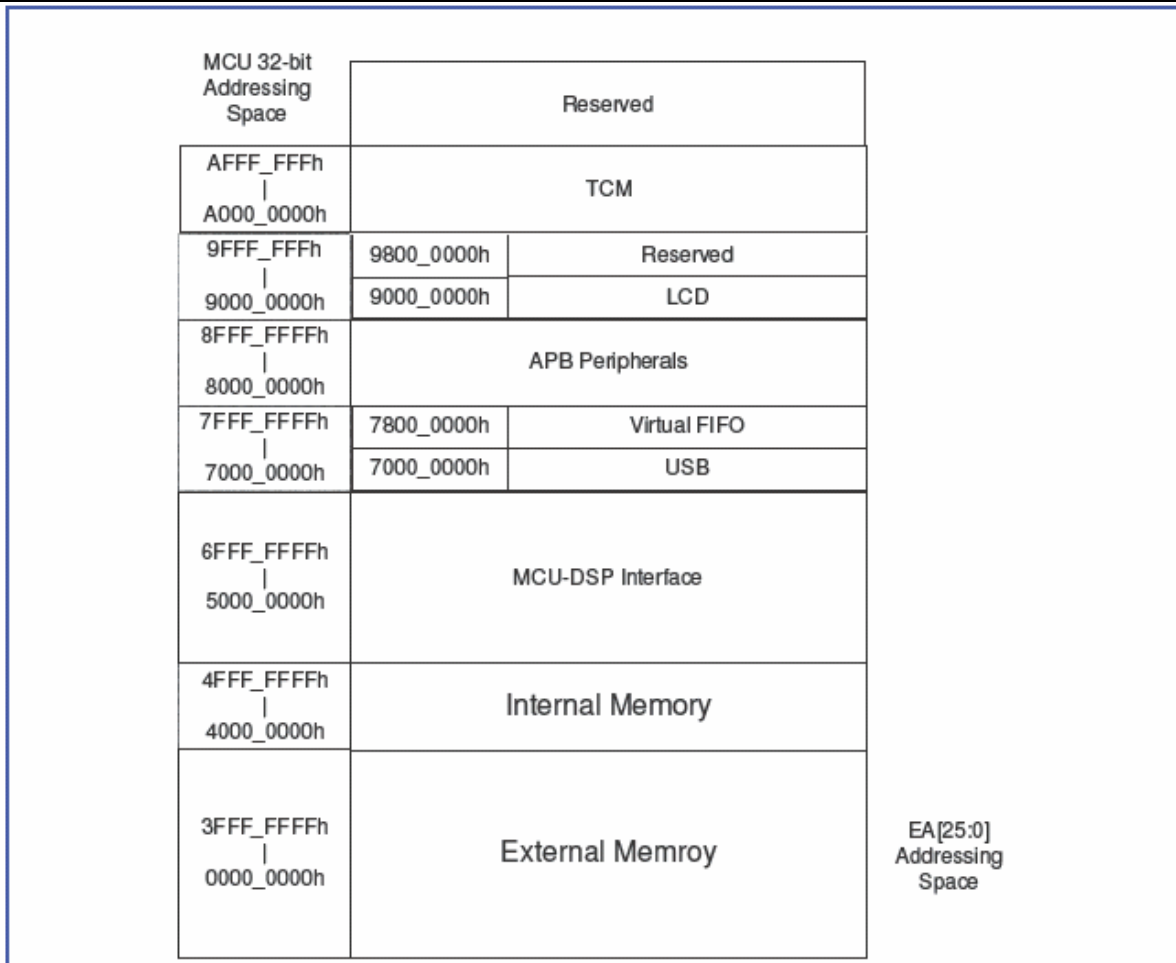 MCU 32-bit
Addressing
Space
Reserved
AFFF_FFFh
|
A000_0000h
TCM
9FFF_FFFh
|
9000_0000h
9800_0000h
Reserved
9000_0000h
LCD
8FFF_FFFFh
|
8000_0000h
APB Peripherals
7FFF_FFFFh
|
7000_0000h
7800_0000h
Virtual FIFO
7000_0000h
USB
6FFF_FFFFh
|
5000_0000h
MCU-DSP Interface
4FFF_FFFFh
|
4000_0000h
Internal Memory
3FFF_FFFFh
|
0000_0000h
External Memroy
EA[25:0]
Addressing
Space